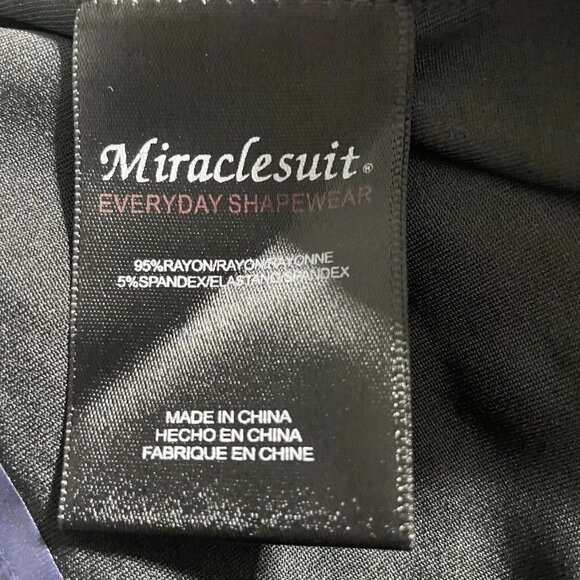 Miraclesuit®
EVERYDAY SHAPEWEAR
95%RAYON/RAYON/RAYONNE
5%SPANDEX/ELASTANO/SPANDEX
MADE IN CHINA
HECHO EN CHINA
FABRIQUE EN CHINE